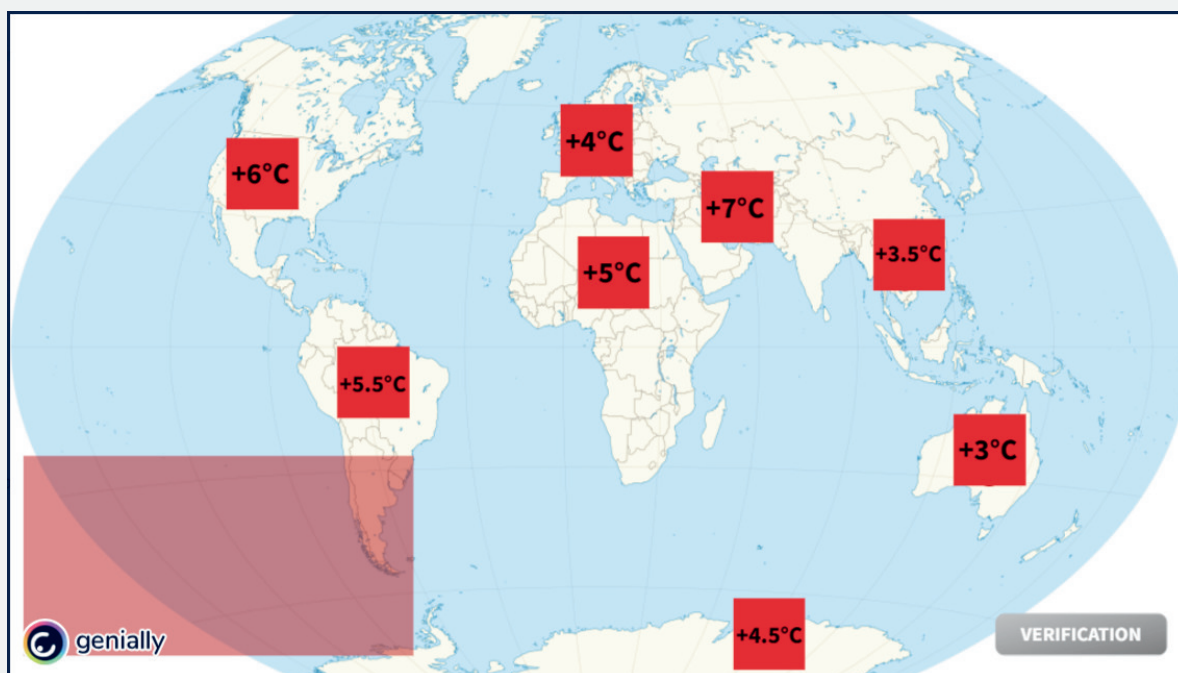 +4°C
+6°C
+7°C
+3.5°C
+5°C
+5.5°C
+3°C
+4.5°C
VERIFICATION
genially